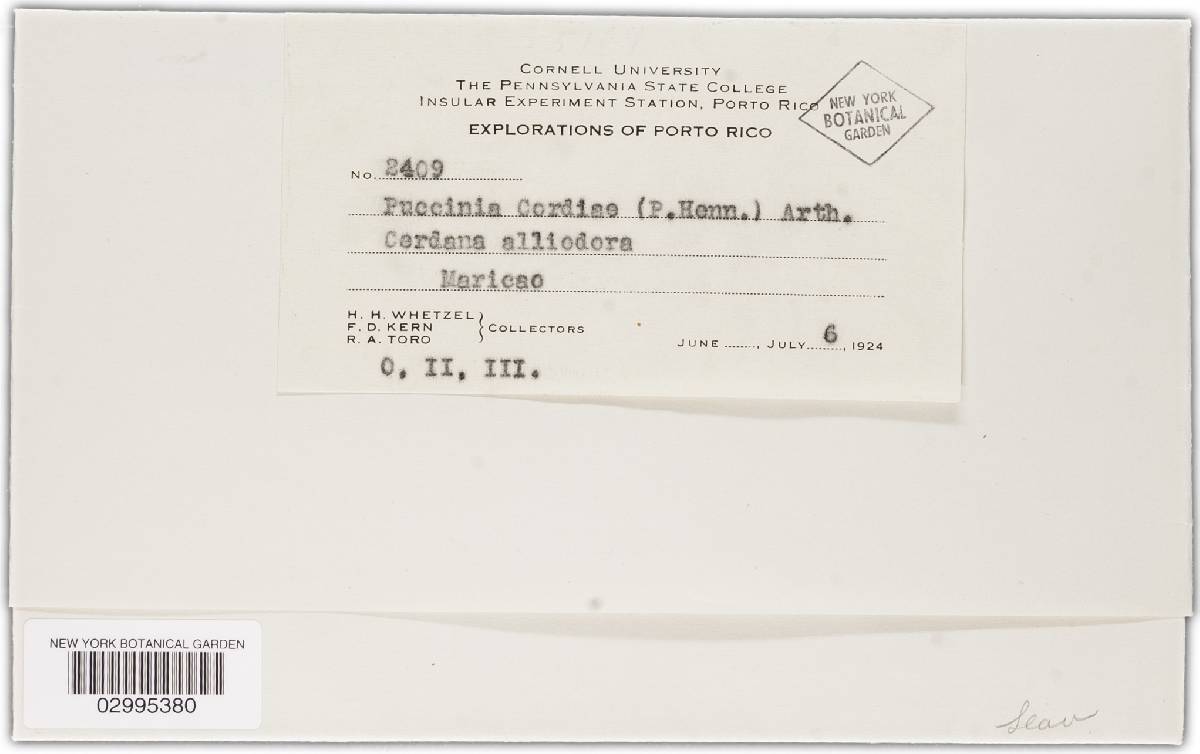 CORNELL UNIVERSITY
THE PENNSYLVANIA STATE COLLEGE
INSULAR EXPERIMENT STATION, PORTO RICO
EXPLORATIONS OF PORTO RICO
NEW YORK
BOTANICAL
GARDEN
No. 2409
Puccinia Cordiae (P.Henn.) Arth.
Cerdana alliodora
Maricao
H. H. WHETZEL
F. D. KERN
R. A. TORO
} COLLECTORS
JUNE ........, JULY 6, 1924
O, II, III.
NEW YORK BOTANICAL GARDEN
02995380